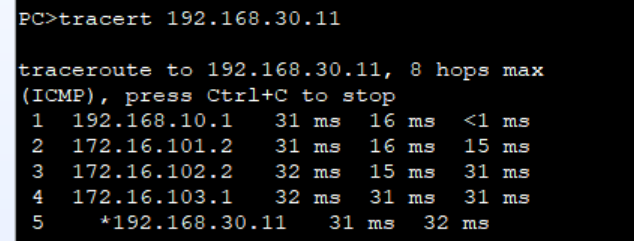 PC>tracert 192.168.30.11
traceroute to 192.168.30.11, 8 hops max
(ICMP), press Ctrl+C to stop
1 192.168.10.1 31 ms 16 ms <1 ms
2 172.16.101.2 31 ms 16 ms 15 ms
3 172.16.102.2 32 ms 15 ms 31 ms
4 172.16.103.1 32 ms 31 ms 31 ms
5 *192.168.30.11 31 ms 32 ms